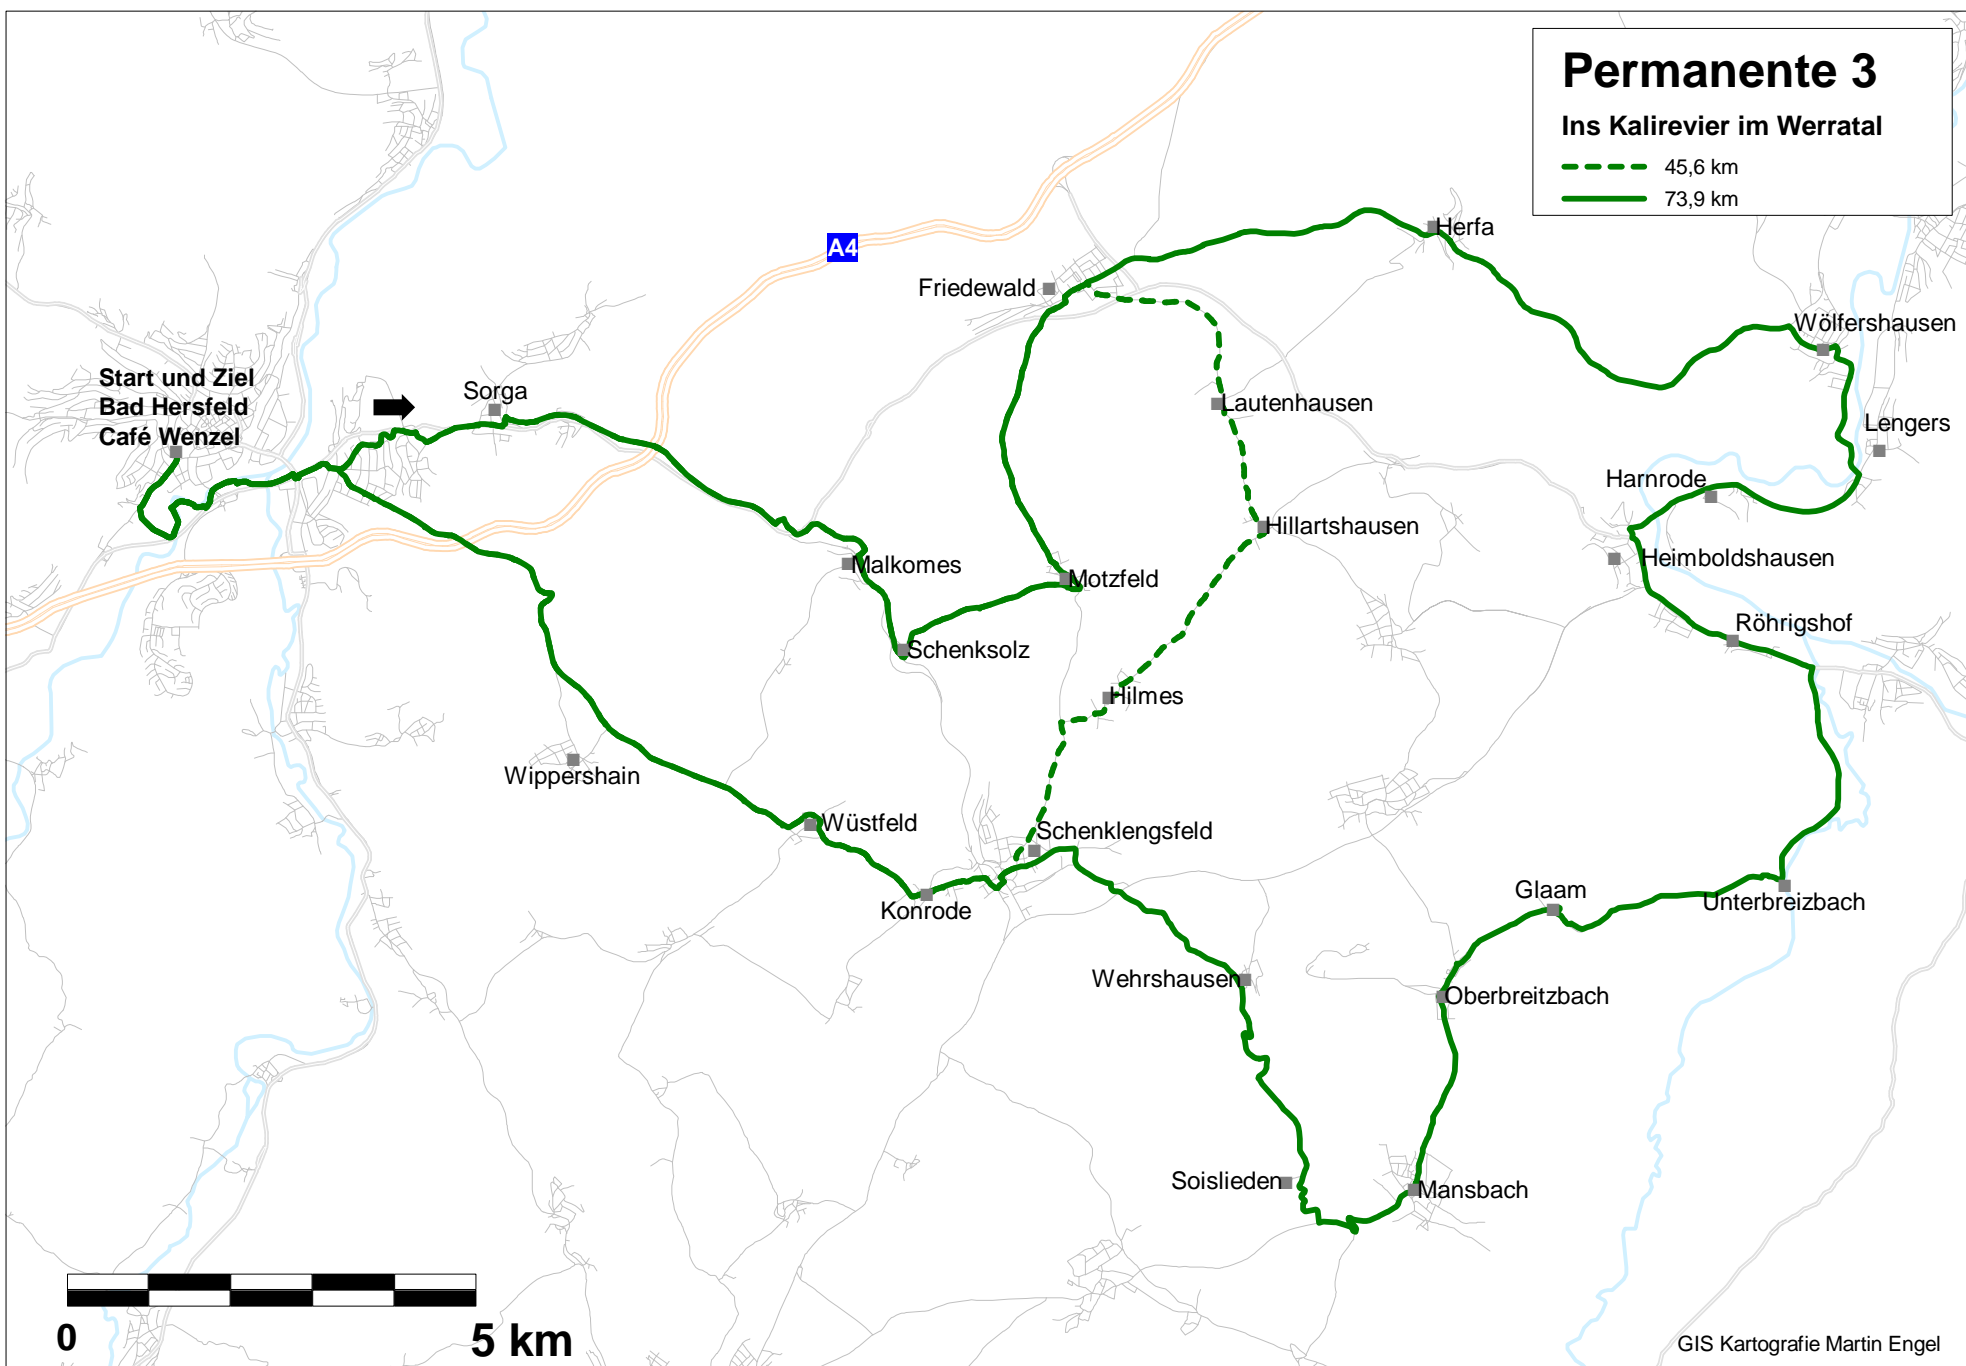 Permanente 3
Ins Kalirevier im Werratal
45,6 km
73,9 km
A4
Herfa
Friedewald
Wölfershausen
Start und Ziel
Bad Hersfeld
Café Wenzel
Sorga
Lautenhausen
Lengers
Harnrode
Hillartshausen
Heimboldshausen
Malkomes
Motzfeld
Röhrigshof
Schenksolz
Hilmes
Wippershain
Wüstfeld
Schenklengsfeld
Konrode
Glaam
Unterbreizbach
Wehrshausen
Oberbreitzbach
Soislieden
Mansbach
0
5 km
GIS Kartografie Martin Engel